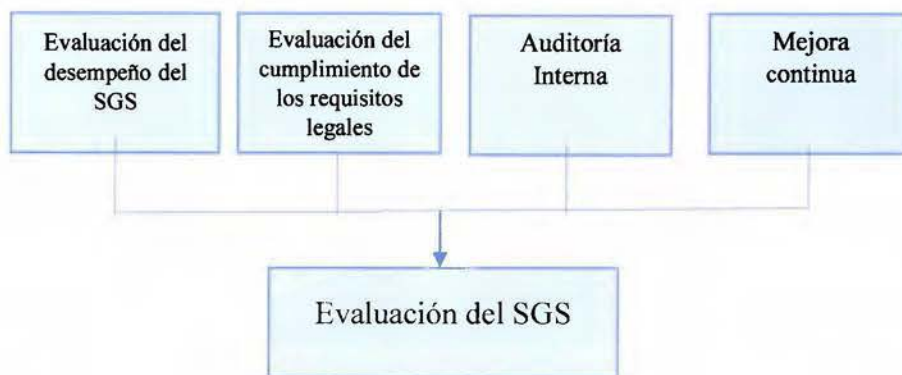 Evaluación del
desempeño del
SGS
Evaluación del
cumplimiento de
los requisitos
legales
Auditoría
Interna
Mejora
continua
Evaluación del SGS